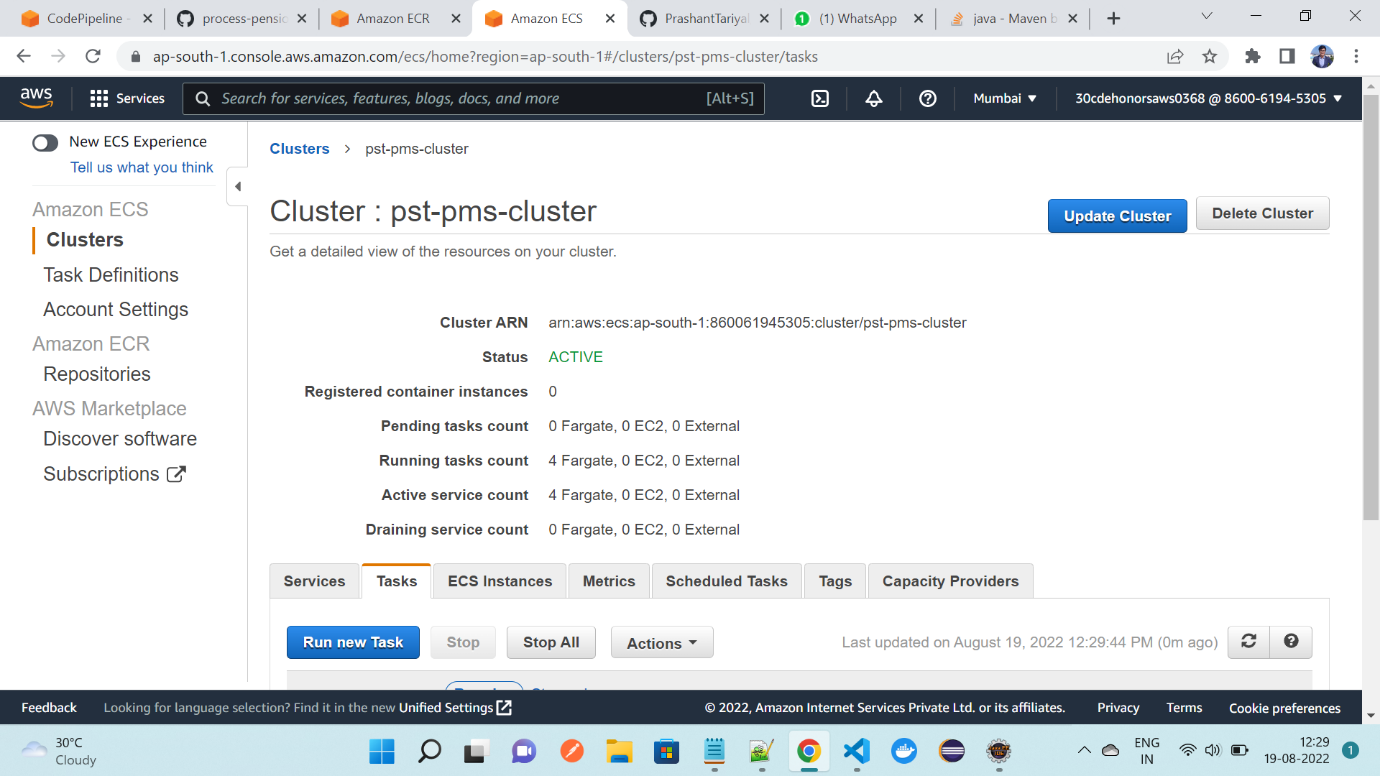 CodePipeline -
process-pensio
Amazon ECR
Amazon ECS
PrashantTariyal
(1) WhatsApp
java - Maven b
ap-south-1.console.aws.amazon.com/ecs/home?region=ap-south-1#/clusters/pst-pms-cluster/tasks
aws
Services
Search for services, features, blogs, docs, and more
[Alt+S]
Mumbai
30cdehonorsaws0368 @ 8600-6194-5305
New ECS Experience
Tell us what you think
Amazon ECS
Clusters
Task Definitions
Account Settings
Amazon ECR
Repositories
AWS Marketplace
Discover software
Subscriptions
Clusters > pst-pms-cluster
Cluster : pst-pms-cluster
Update Cluster
Delete Cluster
Get a detailed view of the resources on your cluster.
Cluster ARN arn:aws:ecs:ap-south-1:860061945305:cluster/pst-pms-cluster
Status ACTIVE
Registered container instances 0
Pending tasks count 0 Fargate, 0 EC2, 0 External
Running tasks count 4 Fargate, 0 EC2, 0 External
Active service count 4 Fargate, 0 EC2, 0 External
Draining service count 0 Fargate, 0 EC2, 0 External
Services Tasks ECS Instances Metrics Scheduled Tasks Tags Capacity Providers
Run new Task Stop Stop All Actions
Last updated on August 19, 2022 12:29:44 PM (0m ago)
Feedback Looking for language selection? Find it in the new Unified Settings
© 2022, Amazon Internet Services Private Ltd. or its affiliates. Privacy Terms Cookie preferences
30°C
Cloudy
ENG
IN
12:29
19-08-2022
1